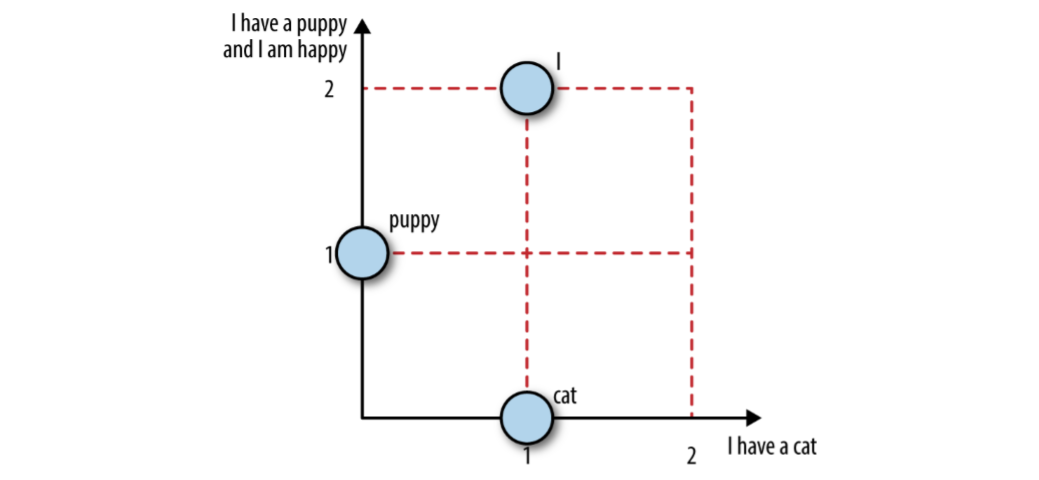 I have a puppy
and I am happy
I
2
puppy
1
cat
1
2
I have a cat